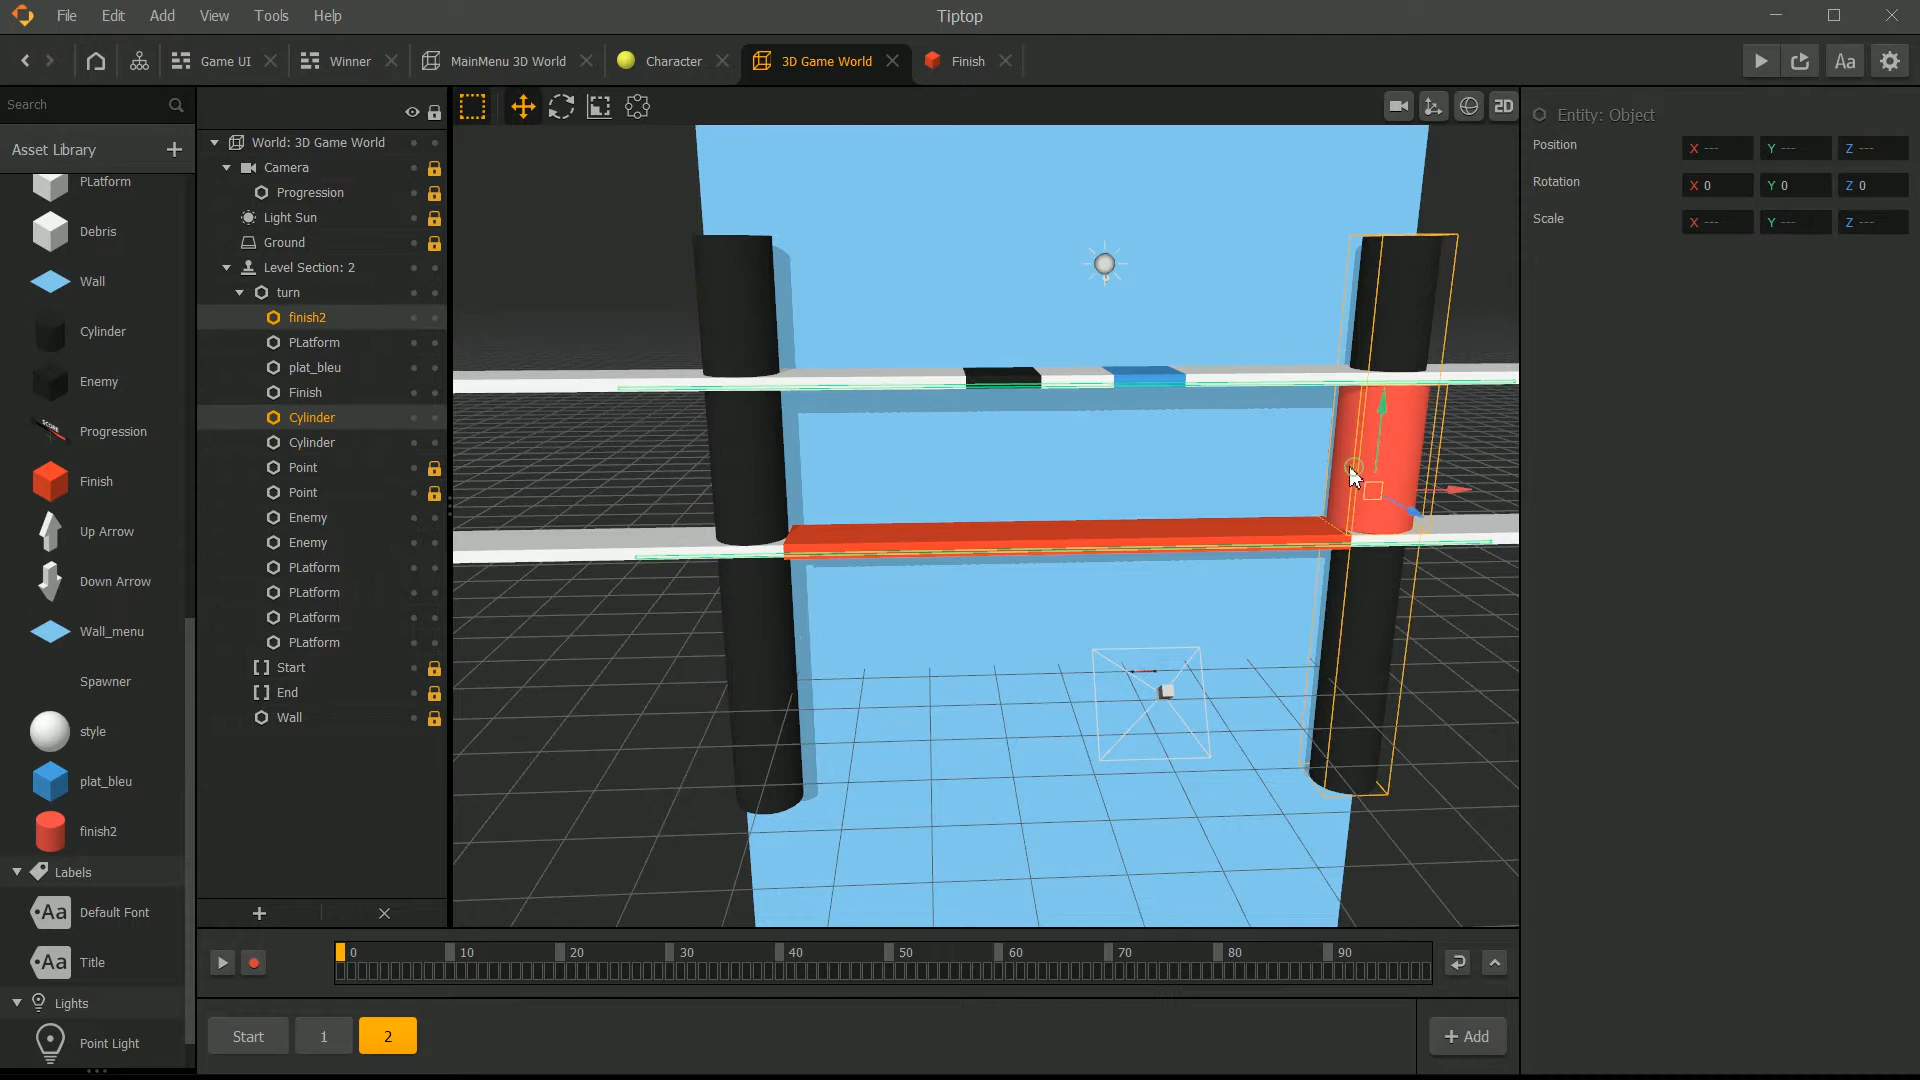 File Edit Add View Tools Help
Tiptop
Game UI
Winner
MainMenu 3D World
Character
3D Game World
Finish
Aa
Search
Asset Library
PLatform
Debris
Wall
Cylinder
Enemy
Progression
Finish
Up Arrow
Down Arrow
Wall_menu
Spawner
style
plat_bleu
finish2
Labels
Aa Default Font
Aa Title
Lights
Point Light
World: 3D Game World
Camera
Progression
Light Sun
Ground
Level Section: 2
turn
finish2
PLatform
plat_bleu
Finish
Cylinder
Cylinder
Point
Point
Enemy
Enemy
PLatform
PLatform
PLatform
PLatform
Start
End
Wall
2D
Entity: Object
Position X --- Y --- Z ---
Rotation X 0 Y 0 Z 0
Scale X --- Y --- Z ---
0 10 20 30 40 50 60 70 80 90
Start 1 2
+ Add